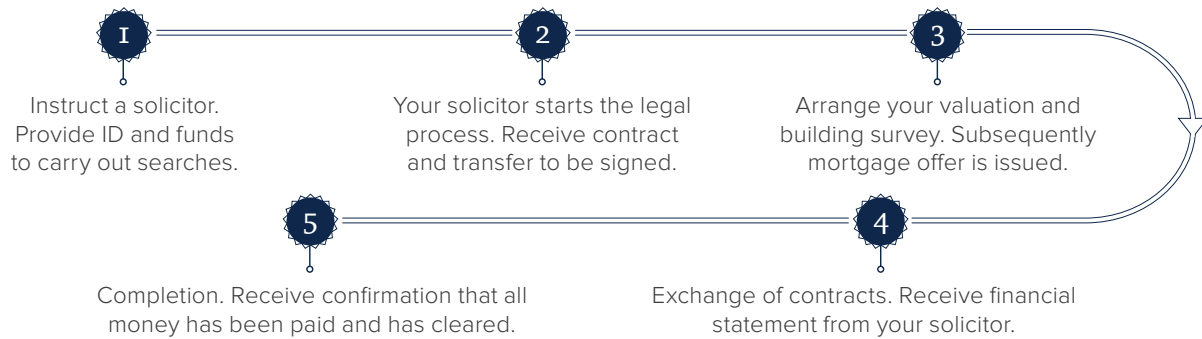 1
2
3
Instruct a solicitor.
Provide ID and funds
to carry out searches.
Your solicitor starts the legal
process. Receive contract
and transfer to be signed.
Arrange your valuation and
building survey. Subsequently
mortgage offer is issued.
4
Exchange of contracts. Receive financial
statement from your solicitor.
5
Completion. Receive confirmation that all
money has been paid and has cleared.